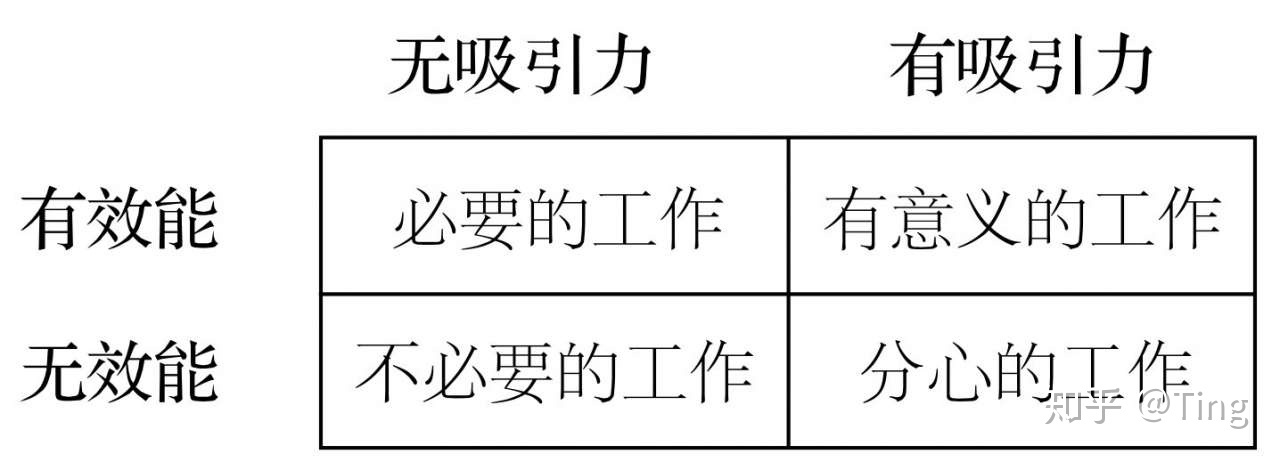 无吸引力 有吸引力
有效能 必要的工作 有意义的工作
无效能 不必要的工作 分心的工作
知乎 @Ting